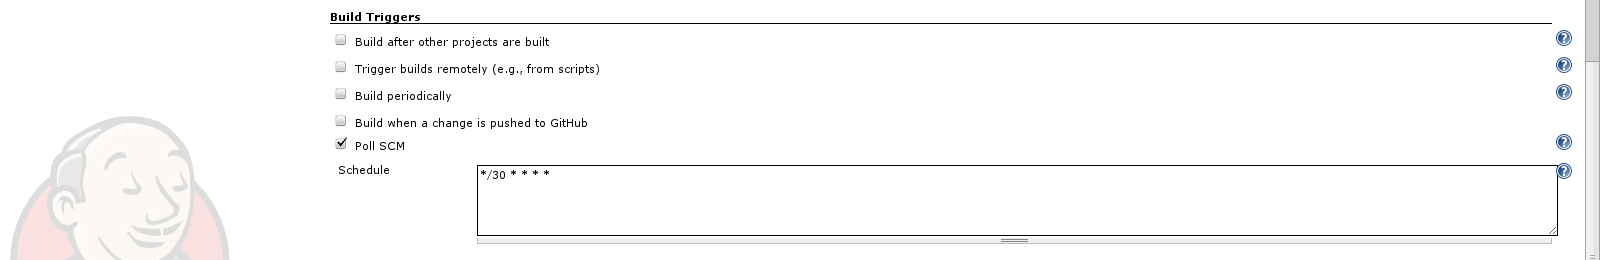 Build Triggers
Build after other projects are built
Trigger builds remotely (e.g., from scripts)
Build periodically
Build when a change is pushed to GitHub
Poll SCM
Schedule
*/30 * * * *